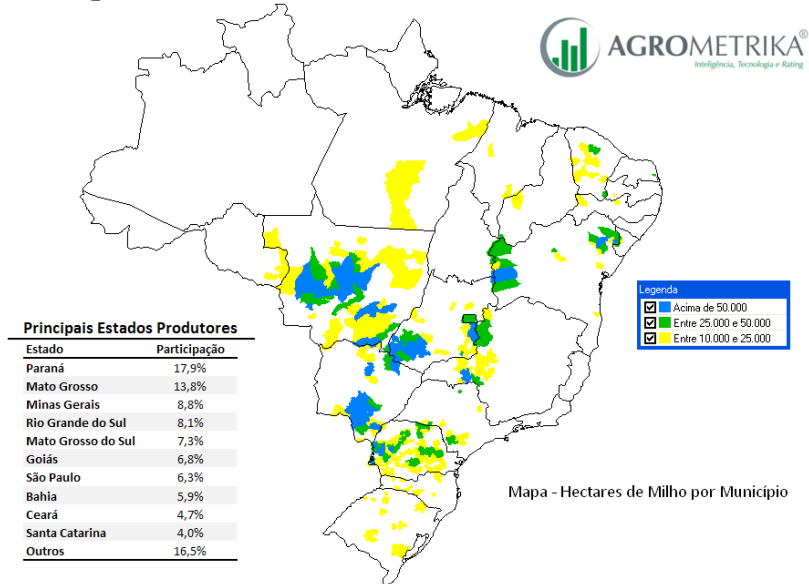 AGROMETRIKA®
Inteligência, Tecnologia e Rating
Legenda
Acima de 50.000
Entre 25.000 e 50.000
Entre 10.000 e 25.000
Principais Estados Produtores
Estado Participação
Paraná 17,9%
Mato Grosso 13,8%
Minas Gerais 8,8%
Rio Grande do Sul 8,1%
Mato Grosso do Sul 7,3%
Goiás 6,8%
São Paulo 6,3%
Bahia 5,9%
Ceará 4,7%
Santa Catarina 4,0%
Outros 16,5%
Mapa - Hectares de Milho por Município